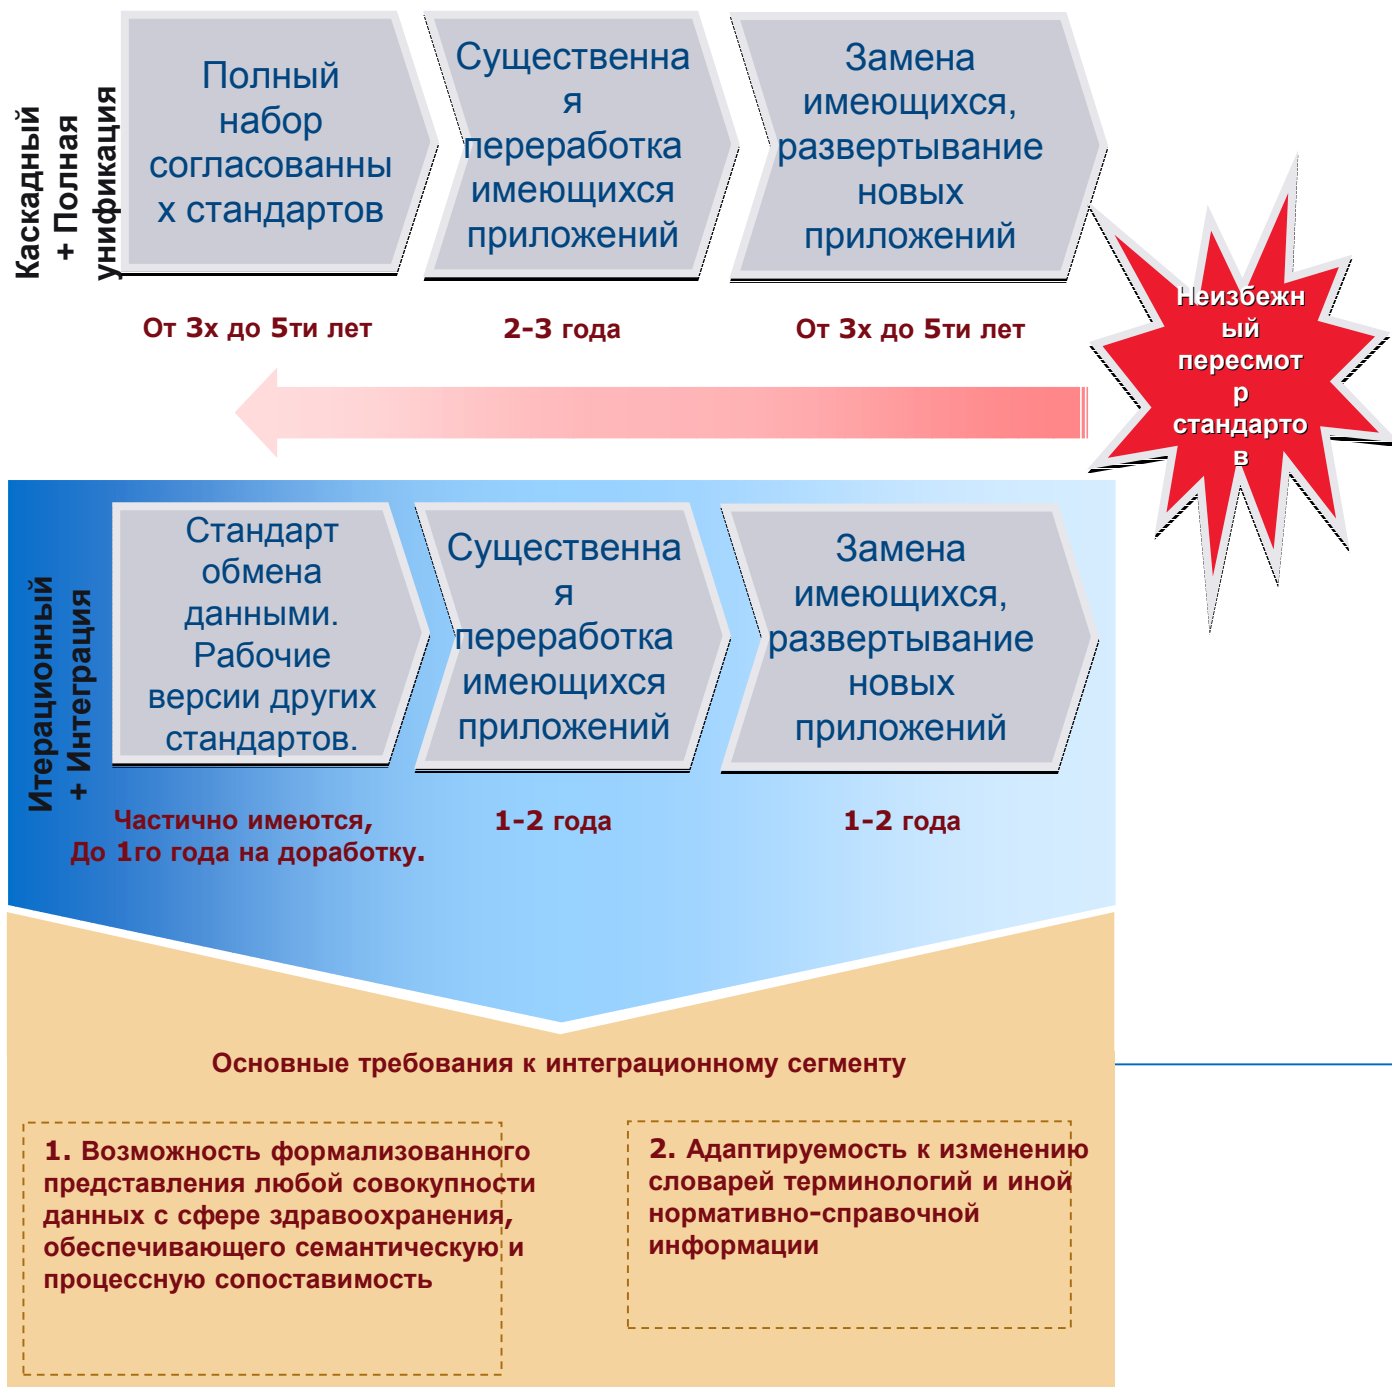 Каскадный
+ Полная
унификация
Полный
набор
согласованны
х стандартов
Существенна
я
переработка
имеющихся
приложений
Замена
имеющихся,
развертывание
новых
приложений
От 3х до 5ти лет
2-3 года
От 3х до 5ти лет
Неизбежн
ый
пересмот
р
стандарто
в
Итерационный
+ Интеграция
Стандарт
обмена
данными.
Рабочие
версии других
стандартов.
Существенна
я
переработка
имеющихся
приложений
Замена
имеющихся,
развертывание
новых
приложений
Частично имеются,
До 1го года на доработку.
1-2 года
1-2 года
Основные требования к интеграционному сегменту
1. Возможность формализованного
представления любой совокупности
данных с сфере здравоохранения,
обеспечивающего семантическую и
процессную сопоставимость
2. Адаптируемость к изменению
словарей терминологий и иной
нормативно-справочной
информации